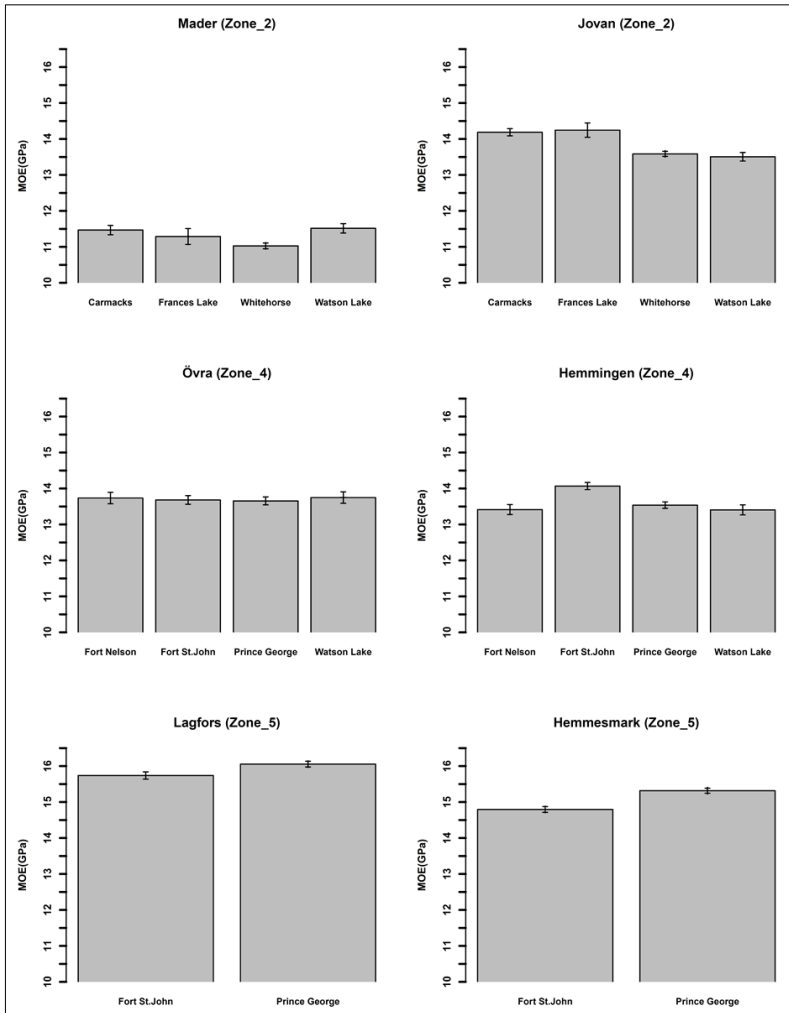 Mader (Zone_2)
MOE(GPa)
10 11 12 13 14 15 16
Carmacks Frances Lake Whitehorse Watson Lake
Jovan (Zone_2)
MOE(GPa)
10 11 12 13 14 15 16
Carmacks Frances Lake Whitehorse Watson Lake
Övra (Zone_4)
MOE(GPa)
10 11 12 13 14 15 16
Fort Nelson Fort St.John Prince George Watson Lake
Hemmingen (Zone_4)
MOE(GPa)
10 11 12 13 14 15 16
Fort Nelson Fort St.John Prince George Watson Lake
Lagfors (Zone_5)
MOE(GPa)
10 11 12 13 14 15 16
Fort St.John Prince George
Hemmesmark (Zone_5)
MOE(GPa)
10 11 12 13 14 15 16
Fort St.John Prince George